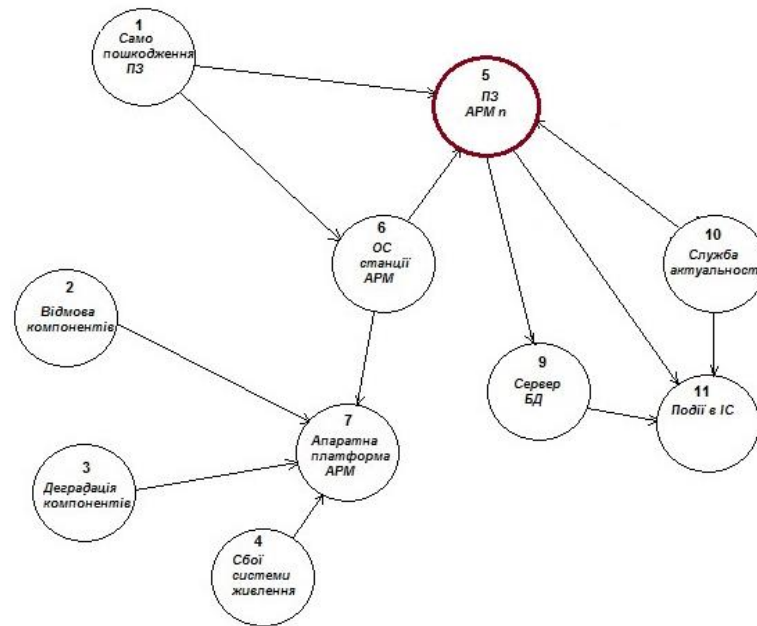 1
Само
пошкодження
ПЗ
5
ПЗ
АРМ n
6
ОС
станції
АРМ
10
Служба
актуальност
2
Відмова
компонентів
9
Сервер
БД
11
Події в ІС
7
Апаратна
платформа
АРМ
3
Деградація
компонентів
4
Сбої
системи
живлення